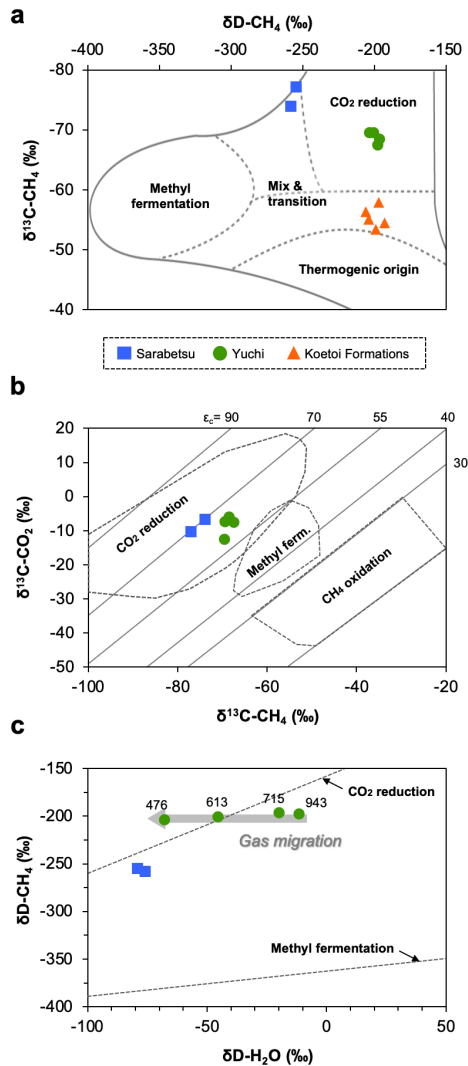 a
δD-CH₄ (‰)
-400 -350 -300 -250 -200 -150
-80
-70
-60
-50
-40
δ¹³C-CH₄ (‰)
CO₂ reduction
Methyl
fermentation
Mix &
transition
Thermogenic origin
Sarabetsu Yuchi Koetoi Formations
b
εc= 90 70 55 40
30
20
10
0
-10
-20
-30
-40
-50
δ¹³C-CO₂ (‰)
CO₂ reduction
Methyl ferm.
CH₄ oxidation
-100 -80 -60 -40 -20
δ¹³C-CH₄ (‰)
c
-150
-200
-250
-300
-350
-400
δD-CH₄ (‰)
476 613 715 943
CO₂ reduction
Gas migration
Methyl fermentation
-100 -50 0 50
δD-H₂O (‰)